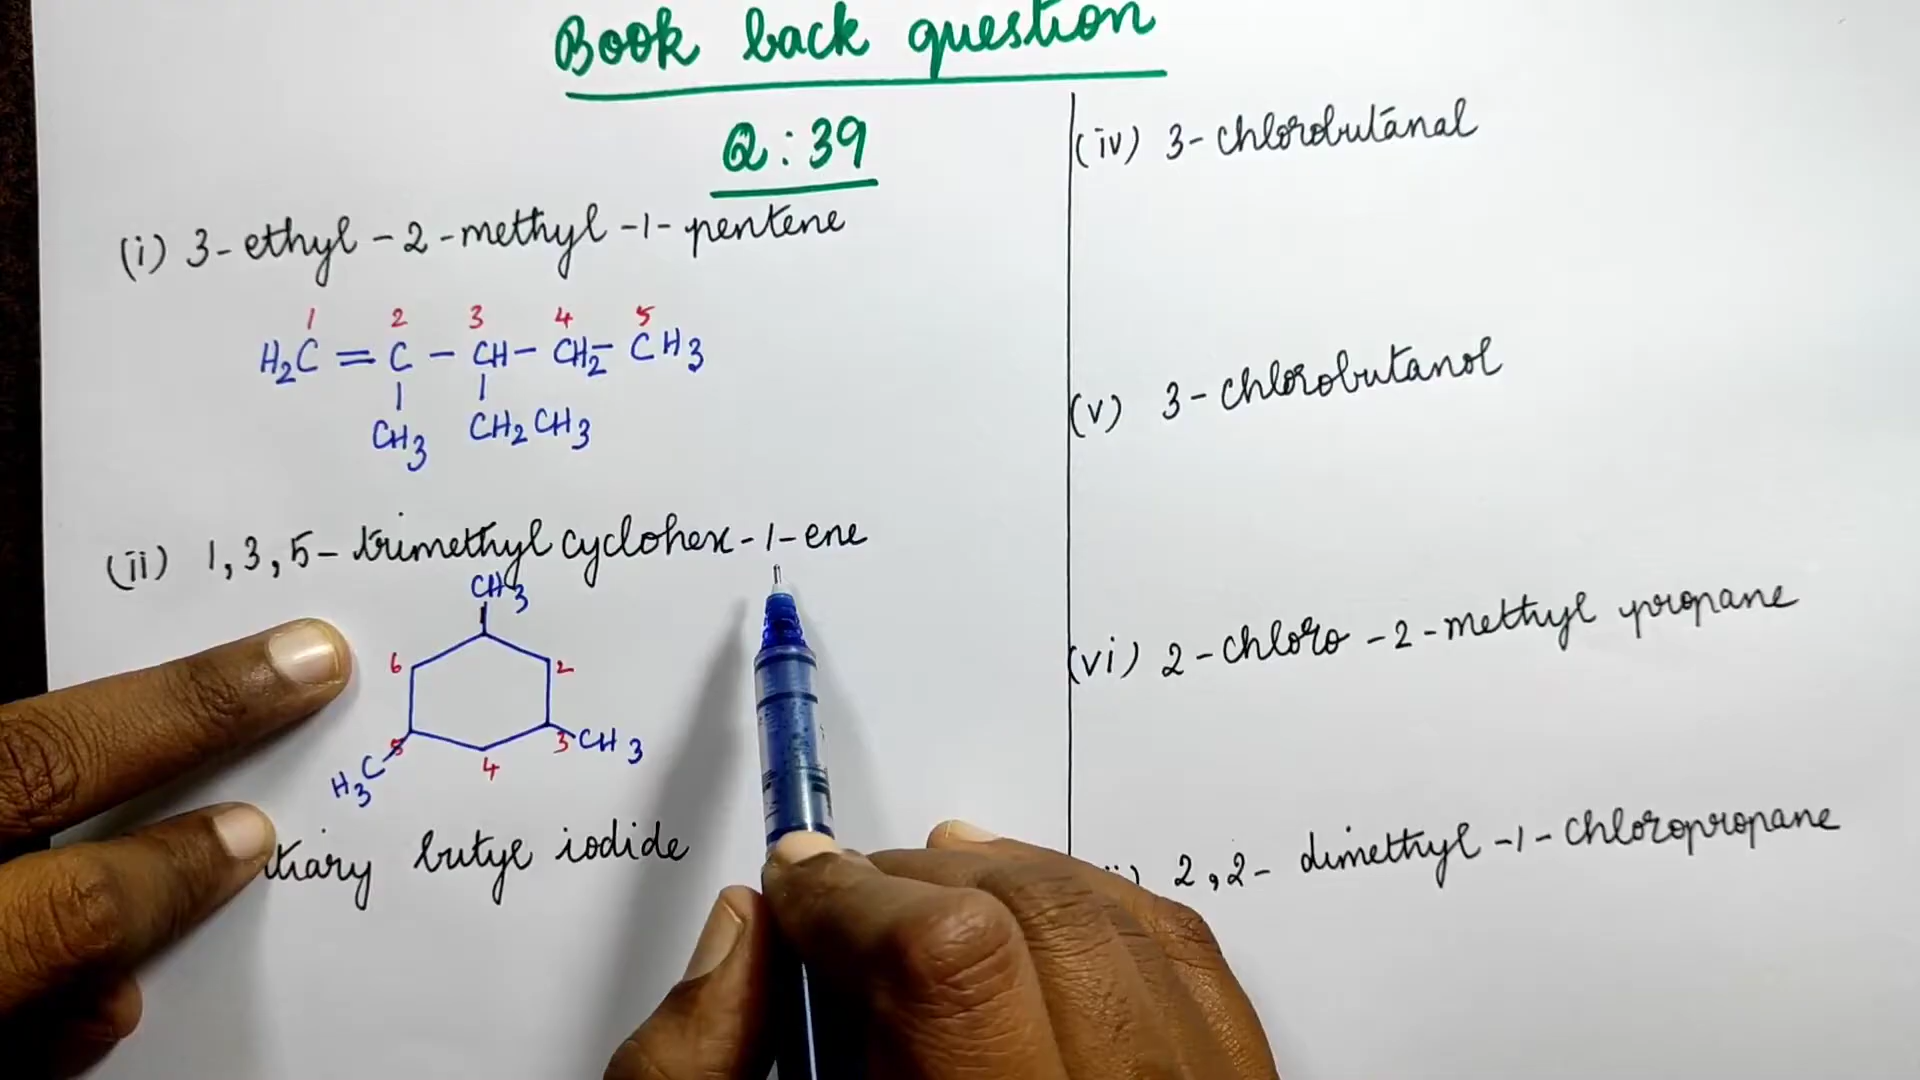 Book back question
Q : 39
(i) 3-ethyl-2-methyl-1-pentene
1 2 3 4 5
H₂C = C - CH - CH₂ - CH₃
CH₃ CH₂CH₃
(ii) 1,3,5-trimethyl cyclohex-1-ene
CH₃
6 2
5 3 CH₃
H₃C 4
tiary butyl iodide
(iv) 3-chlorobutanal
(v) 3-chlorobutanol
(vi) 2-chloro-2-methyl propane
i) 2,2-dimethyl-1-chloropropane